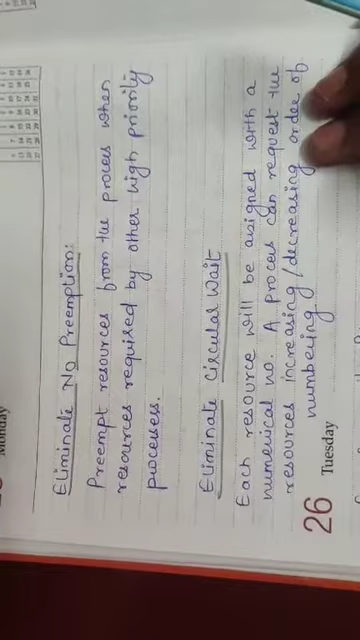 Monday
Eliminate No Preemption:
Preempt resources from the process when
resources required by other high priority
processes.
Eliminate Circular Wait
Each resource will be assigned with a
numerical no. A process can request the
resources increasing/decreasing order of
numbeing
26
Tuesday